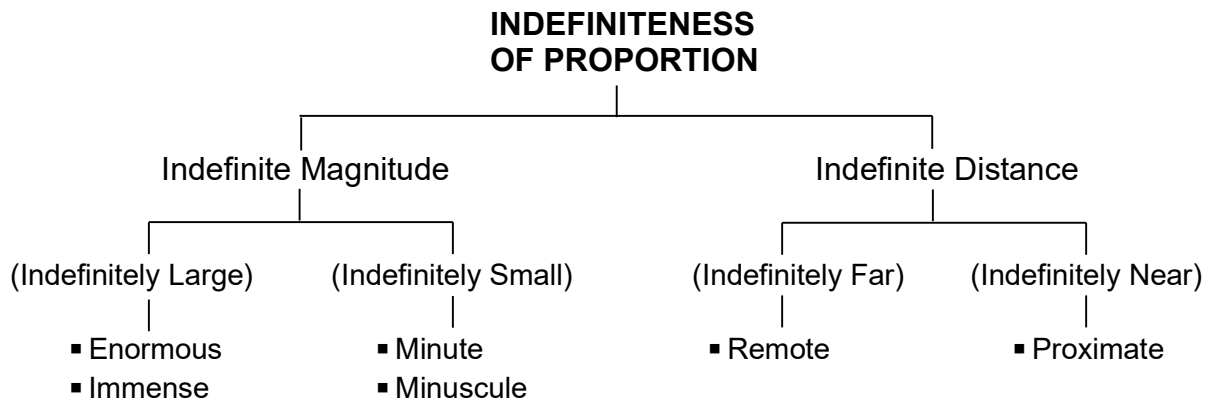 INDEFINITENESS
OF PROPORTION
Indefinite Magnitude
Indefinite Distance
(Indefinitely Large)
(Indefinitely Small)
(Indefinitely Far)
(Indefinitely Near)
▪ Enormous
▪ Immense
▪ Minute
▪ Minuscule
▪ Remote
▪ Proximate